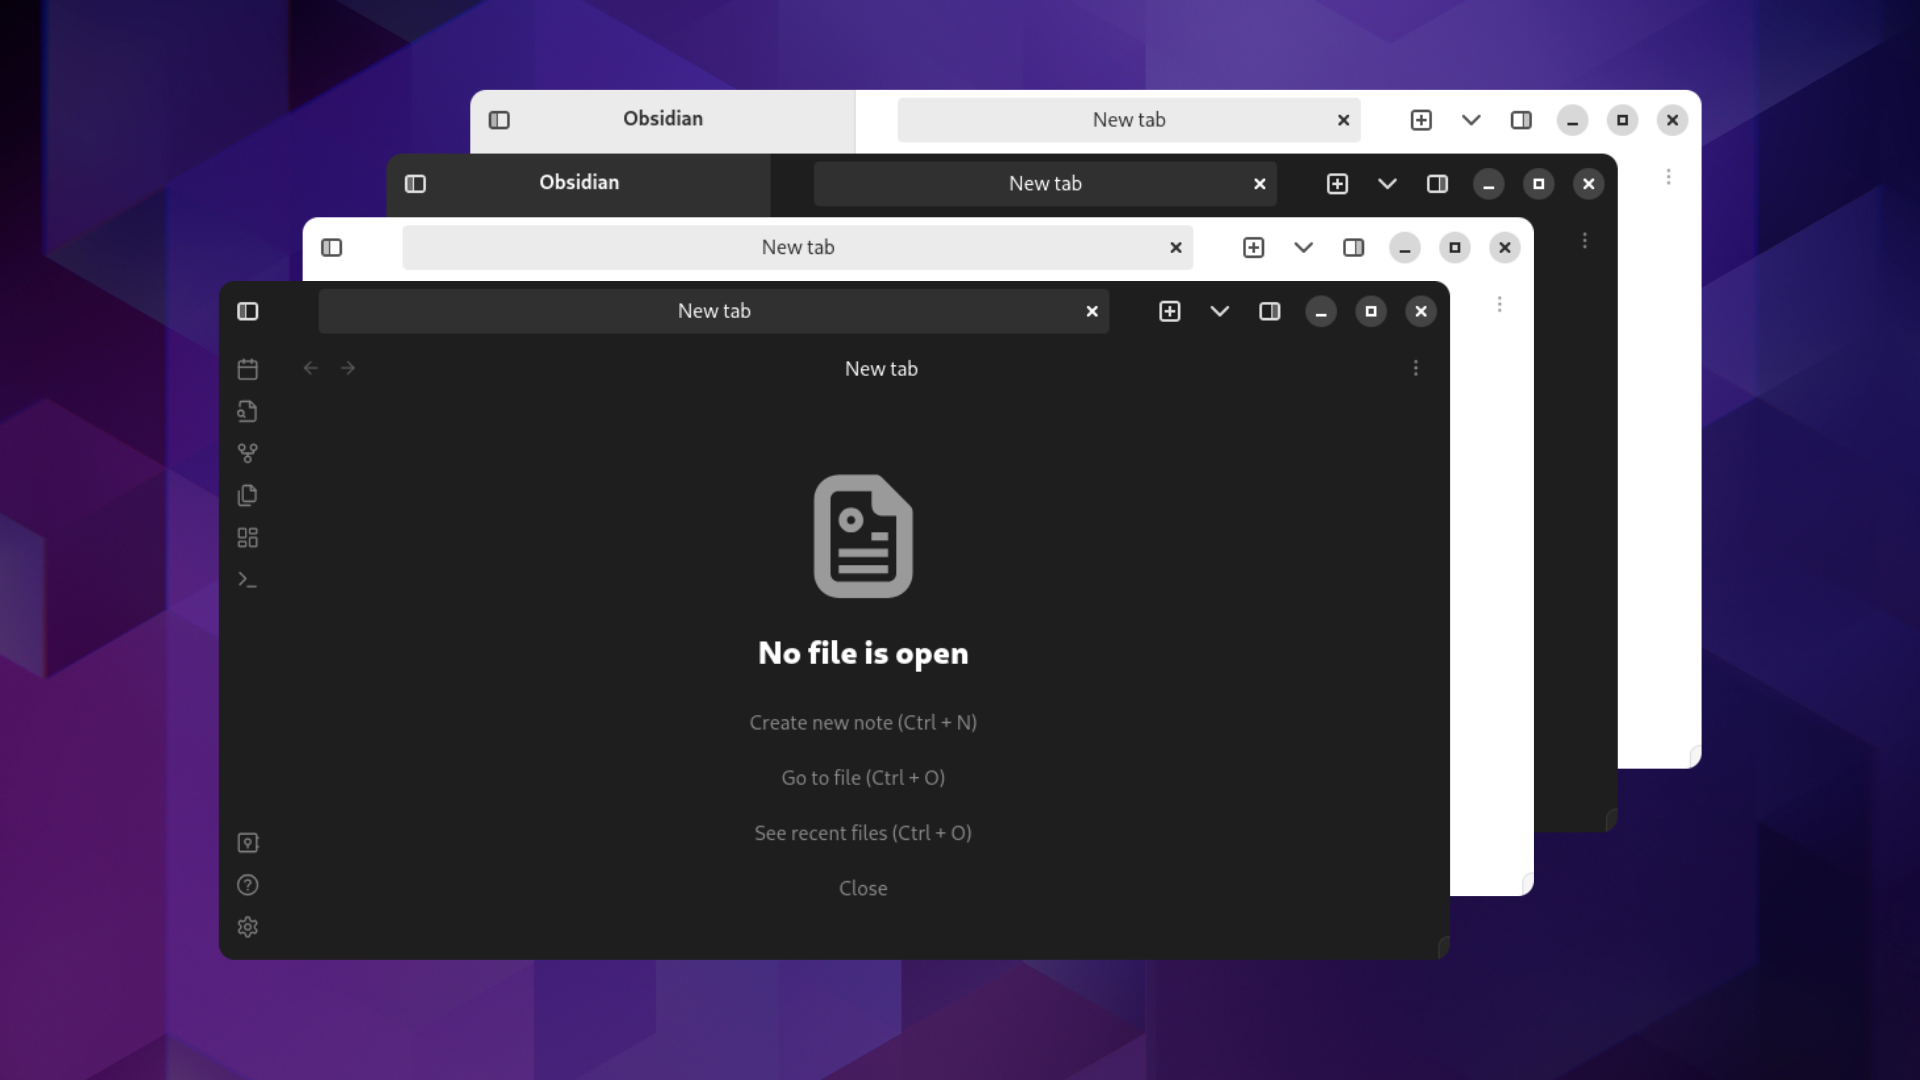 Obsidian
New tab
Obsidian
New tab
New tab
New tab
New tab
No file is open
Create new note (Ctrl + N)
Go to file (Ctrl + O)
See recent files (Ctrl + O)
Close